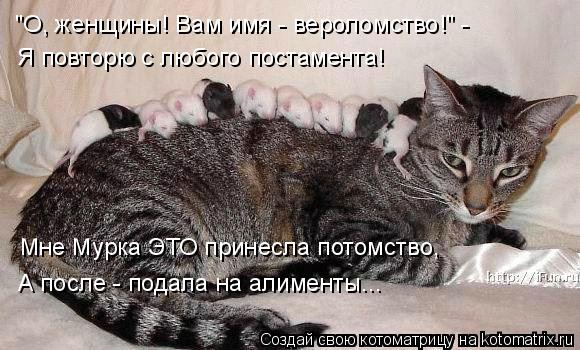 "О, женщины! Вам имя - вероломство!" -
Я повторю с любого постамента!
Мне Мурка ЭТО принесла потомство,
А после - подала на алименты...
http://iFun.ru
Создай свою котоматрицу на kotomatrix.ru